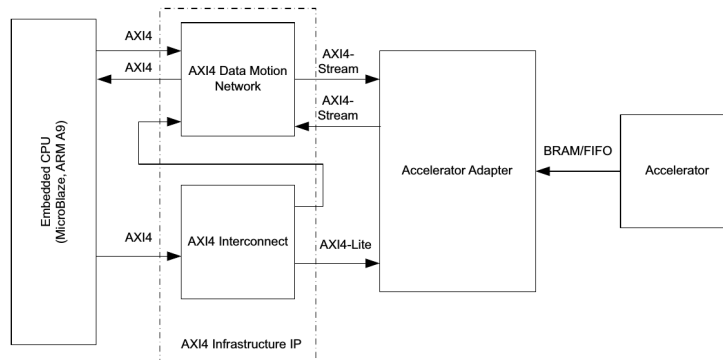 Embedded CPU
(MicroBlaze, ARM A9)
AXI4
AXI4
AXI4
AXI4 Data Motion
Network
AXI4 Interconnect
AXI4 Infrastructure IP
AXI4-
Stream
AXI4-
Stream
AXI4-Lite
Accelerator Adapter
BRAM/FIFO
Accelerator